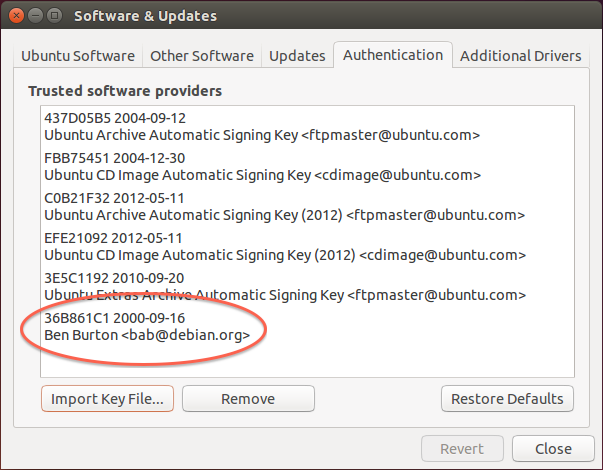 Software & Updates
Ubuntu Software Other Software Updates Authentication Additional Drivers
Trusted software providers
437D05B5 2004-09-12
Ubuntu Archive Automatic Signing Key <ftpmaster@ubuntu.com>
FBB75451 2004-12-30
Ubuntu CD Image Automatic Signing Key <cdimage@ubuntu.com>
C0B21F32 2012-05-11
Ubuntu Archive Automatic Signing Key (2012) <ftpmaster@ubuntu.com>
EFE21092 2012-05-11
Ubuntu CD Image Automatic Signing Key (2012) <cdimage@ubuntu.com>
3E5C1192 2010-09-20
Ubuntu Extras Archive Automatic Signing Key <ftpmaster@ubuntu.com>
36B861C1 2000-09-16
Ben Burton <bab@debian.org>
Import Key File... Remove Restore Defaults
Revert Close